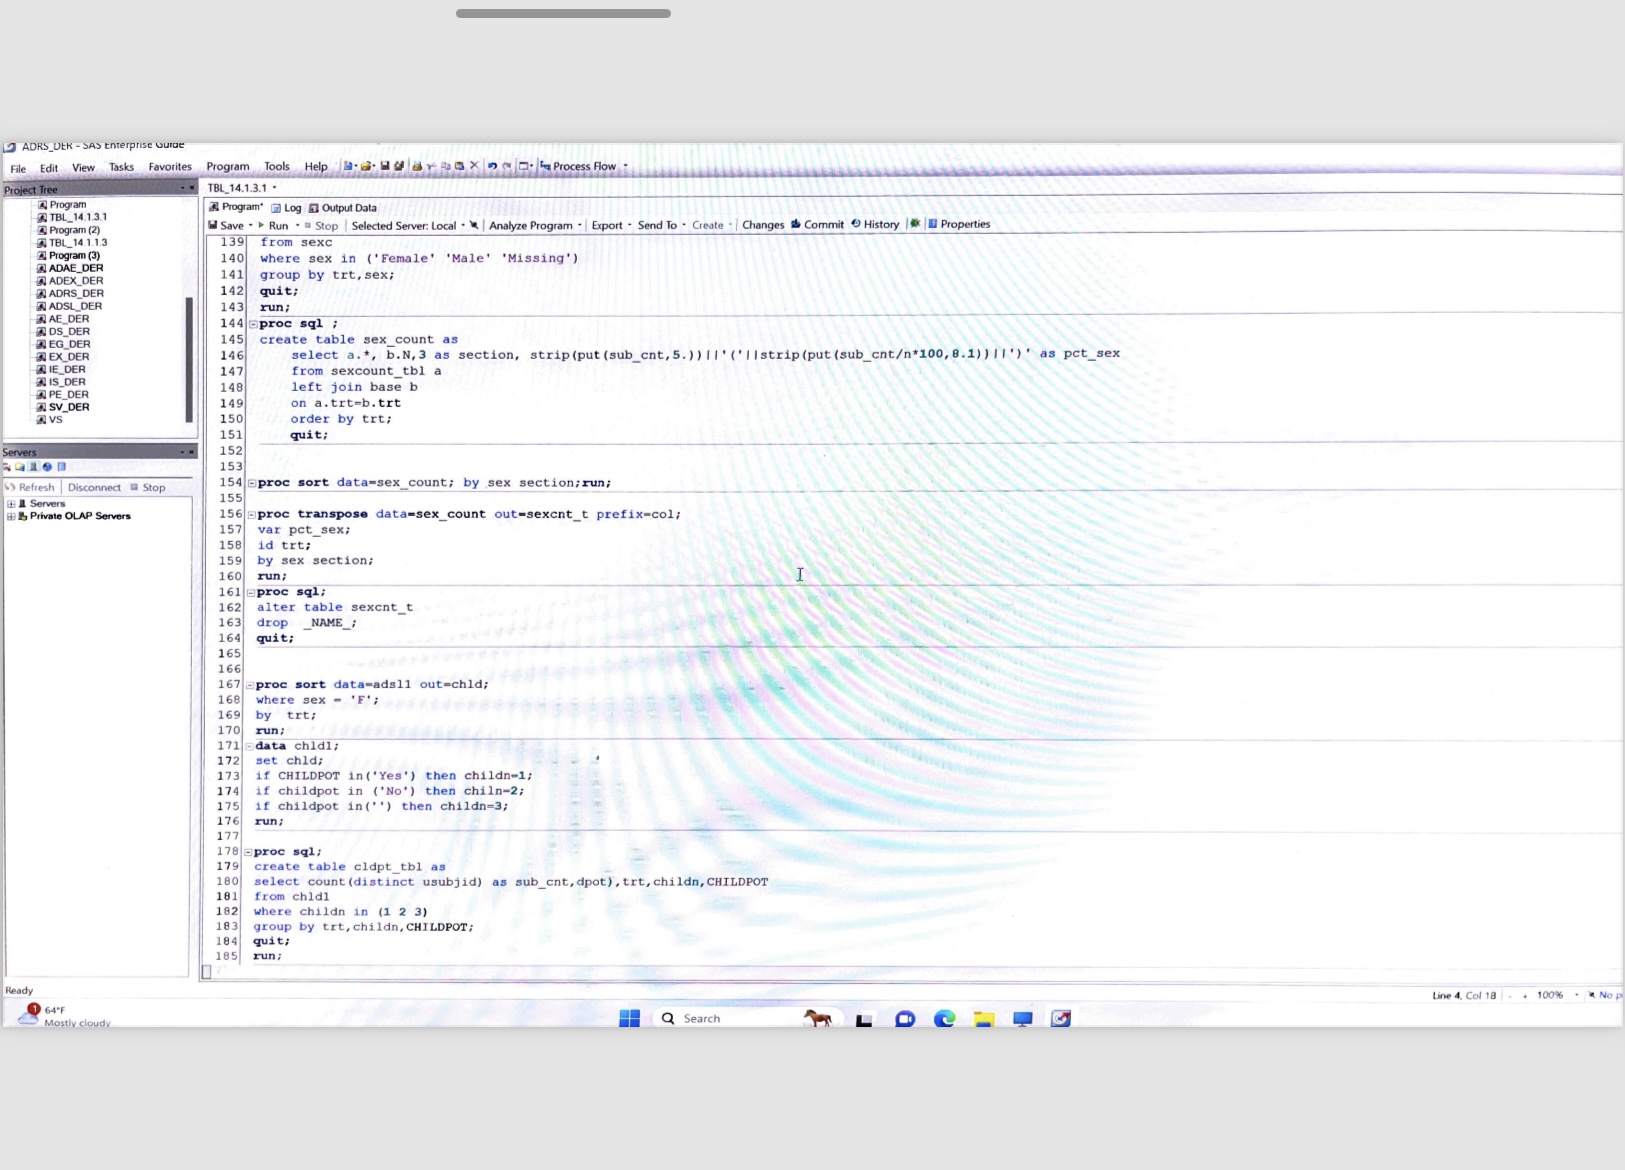 ADRS_DER - SAS Enterprise Guide
File Edit View Tasks Favorites Program Tools Help Process Flow
Project Tree
Program
TBL_14.1.3.1
Program (2)
TBL_14.1.1.3
Program (3)
ADAE_DER
ADEX_DER
ADRS_DER
ADSL_DER
AE_DER
DS_DER
EG_DER
EX_DER
IE_DER
IS_DER
PE_DER
SV_DER
VS
Servers
Refresh Disconnect Stop
Servers
Private OLAP Servers
TBL_14.1.3.1
Program* Log Output Data
Save Run Stop Selected Server: Local Analyze Program Export Send To Create Changes Commit History Properties
139 from sexc
140 where sex in ('Female' 'Male' 'Missing')
141 group by trt,sex;
142 quit;
143 run;
144 proc sql ;
145 create table sex_count as
146 select a.*, b.N,3 as section, strip(put(sub_cnt,5.))||'('||strip(put(sub_cnt/n*100,8.1))||')' as pct_sex
147 from sexcount_tbl a
148 left join base b
149 on a.trt=b.trt
150 order by trt;
151 quit;
152
153
154 proc sort data=sex_count; by sex section;run;
155
156 proc transpose data=sex_count out=sexcnt_t prefix=col;
157 var pct_sex;
158 id trt;
159 by sex section;
160 run;
161 proc sql;
162 alter table sexcnt_t
163 drop _NAME_;
164 quit;
165
166
167 proc sort data=adsl1 out=chld;
168 where sex = 'F';
169 by trt;
170 run;
171 data chld1;
172 set chld;
173 if CHILDPOT in('Yes') then childn=1;
174 if childpot in ('No') then chiln=2;
175 if childpot in('') then childn=3;
176 run;
177
178 proc sql;
179 create table cldpt_tbl as
180 select count(distinct usubjid) as sub_cnt,dpot),trt,childn,CHILDPOT
181 from chld1
182 where childn in (1 2 3)
183 group by trt,childn,CHILDPOT;
184 quit;
185 run;
Ready
Line 4, Col 18 100% No p
1
64°F
Mostly cloudy
Search